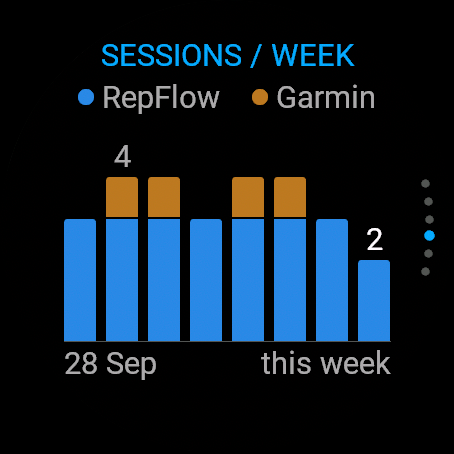 SESSIONS / WEEK
RepFlow Garmin
4
2
28 Sep this week